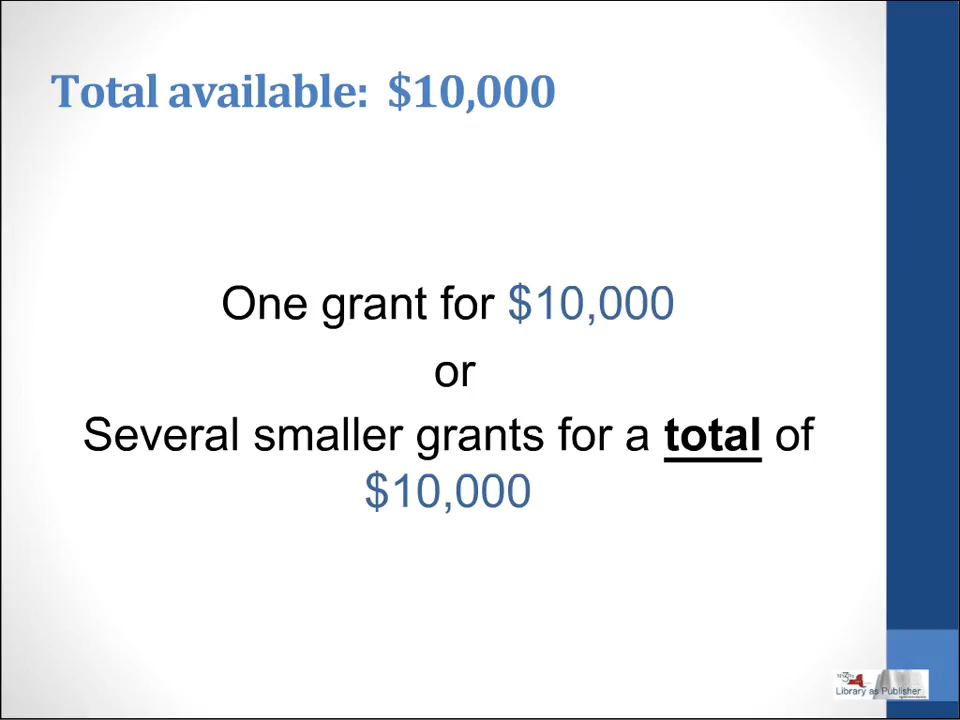 Total available: $10,000
One grant for $10,000
or
Several smaller grants for a total of
$10,000
Library as Publisher